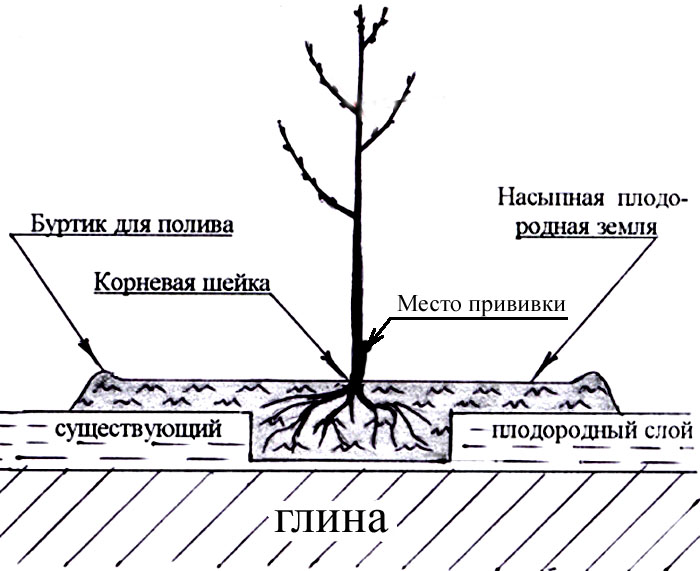 Насыпная плодо-
родная земля
Буртик для полива
Корневая шейка
Место прививки
существующий
плодородный слой
глина